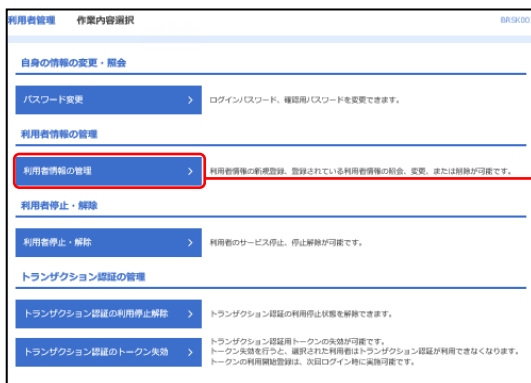 利用者管理 作業内容選択 BRSK00
自身の情報の変更・照会
パスワード変更 ログインパスワード、確認用パスワードを変更できます。
利用者情報の管理
利用者情報の管理 利用者情報の新規登録、登録されている利用者情報の照会、変更、または削除が可能です。
利用者停止・解除
利用者停止・解除 利用者のサービス停止、停止解除が可能です。
トランザクション認証の管理
トランザクション認証の利用停止解除 トランザクション認証の利用停止状態を解除できます。
トランザクション認証のトークン失効 トランザクション認証用トークンの失効が可能です。
トークン失効を行うと、選択された利用者はトランザクション認証が利用できなくなります。
トークンの利用開始登録は、次回ログイン時に実施可能です。